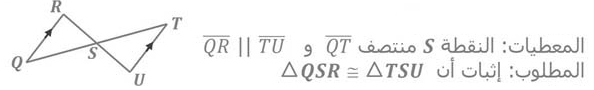 R
T
S
Q
U
المعطيات: النقطة S منتصف QT و QR || TU
المطلوب: إثبات أن △QSR ≅ △TSU